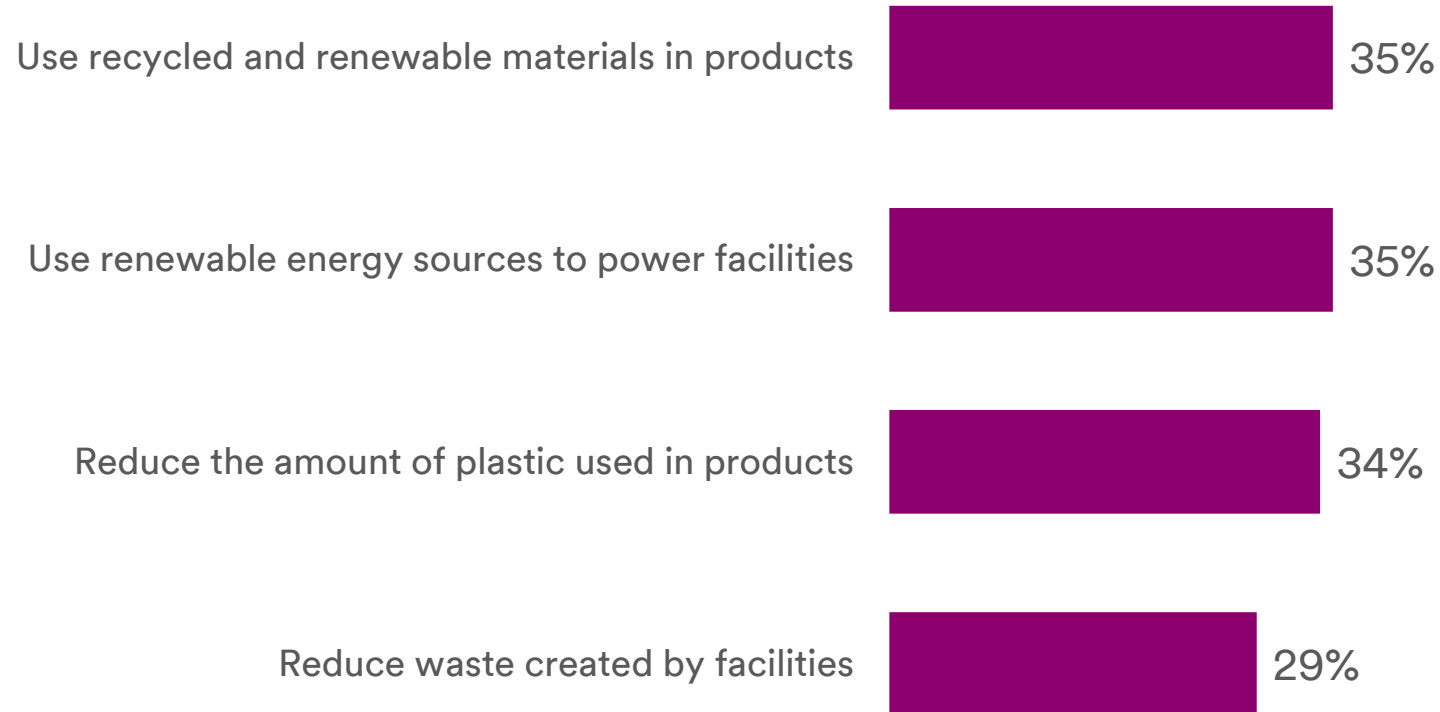 Use recycled and renewable materials in products 35%
Use renewable energy sources to power facilities 35%
Reduce the amount of plastic used in products 34%
Reduce waste created by facilities 29%